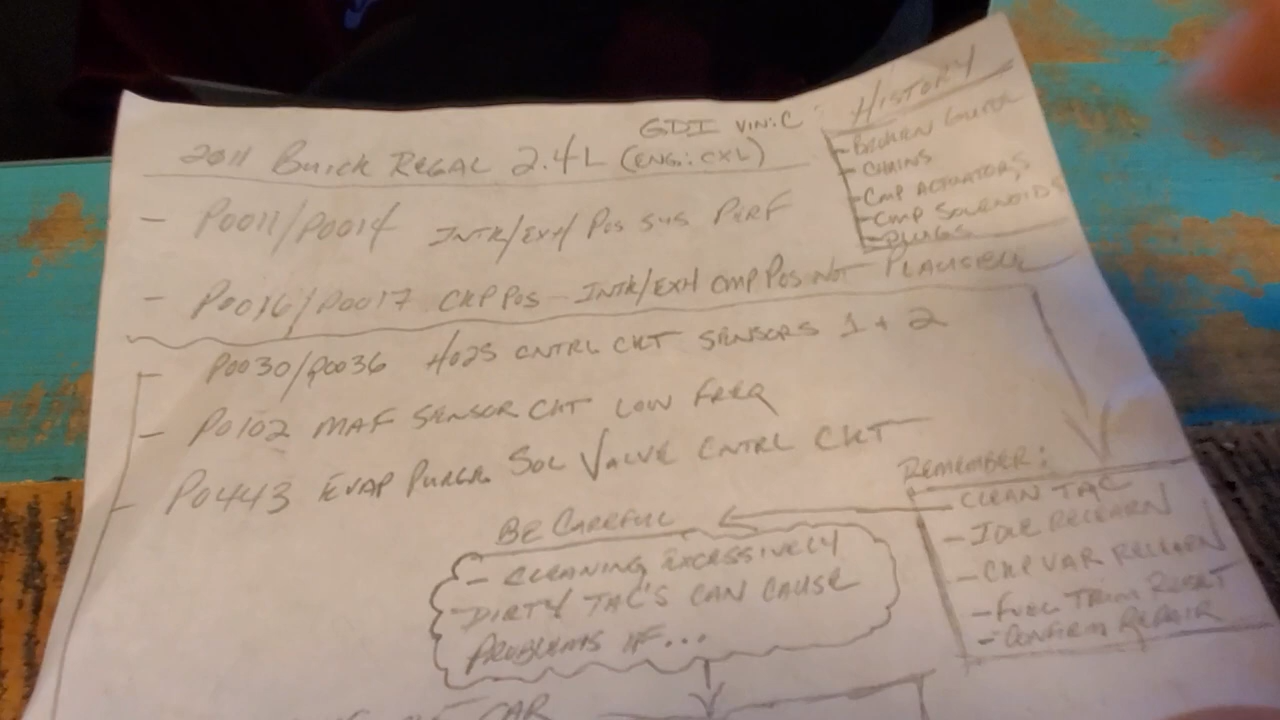 GDI VIN:C
2011 BUICK REGAL 2.4L (ENG: CXL)
HISTORY
- BROKEN GUIDE
- CHAINS
- CMP ACTUATORS
- CMP SOLENOIDS
- PLUGS
- P0011/P0014 INTK/EXH POS SYS PERF
- P0016/P0017 CKP POS - INTK/EXH CMP POS NOT PLAUSIBLE
- P0030/P0036 HO2S CNTRL CKT SENSORS 1 + 2
- P0102 MAF SENSOR CKT LOW FREQ
- P0443 EVAP PURGE SOL VALVE CNTRL CKT
REMEMBER:
- CLEAN TAC
- IDLE RELEARN
- CKP VAR RELEARN
- FUEL TRIM RESET
- CONFIRM REPAIR
BE CAREFUL
- CLEANING EXCESSIVELY
DIRTY TAC'S CAN CAUSE
PROBLEMS IF...
CAR